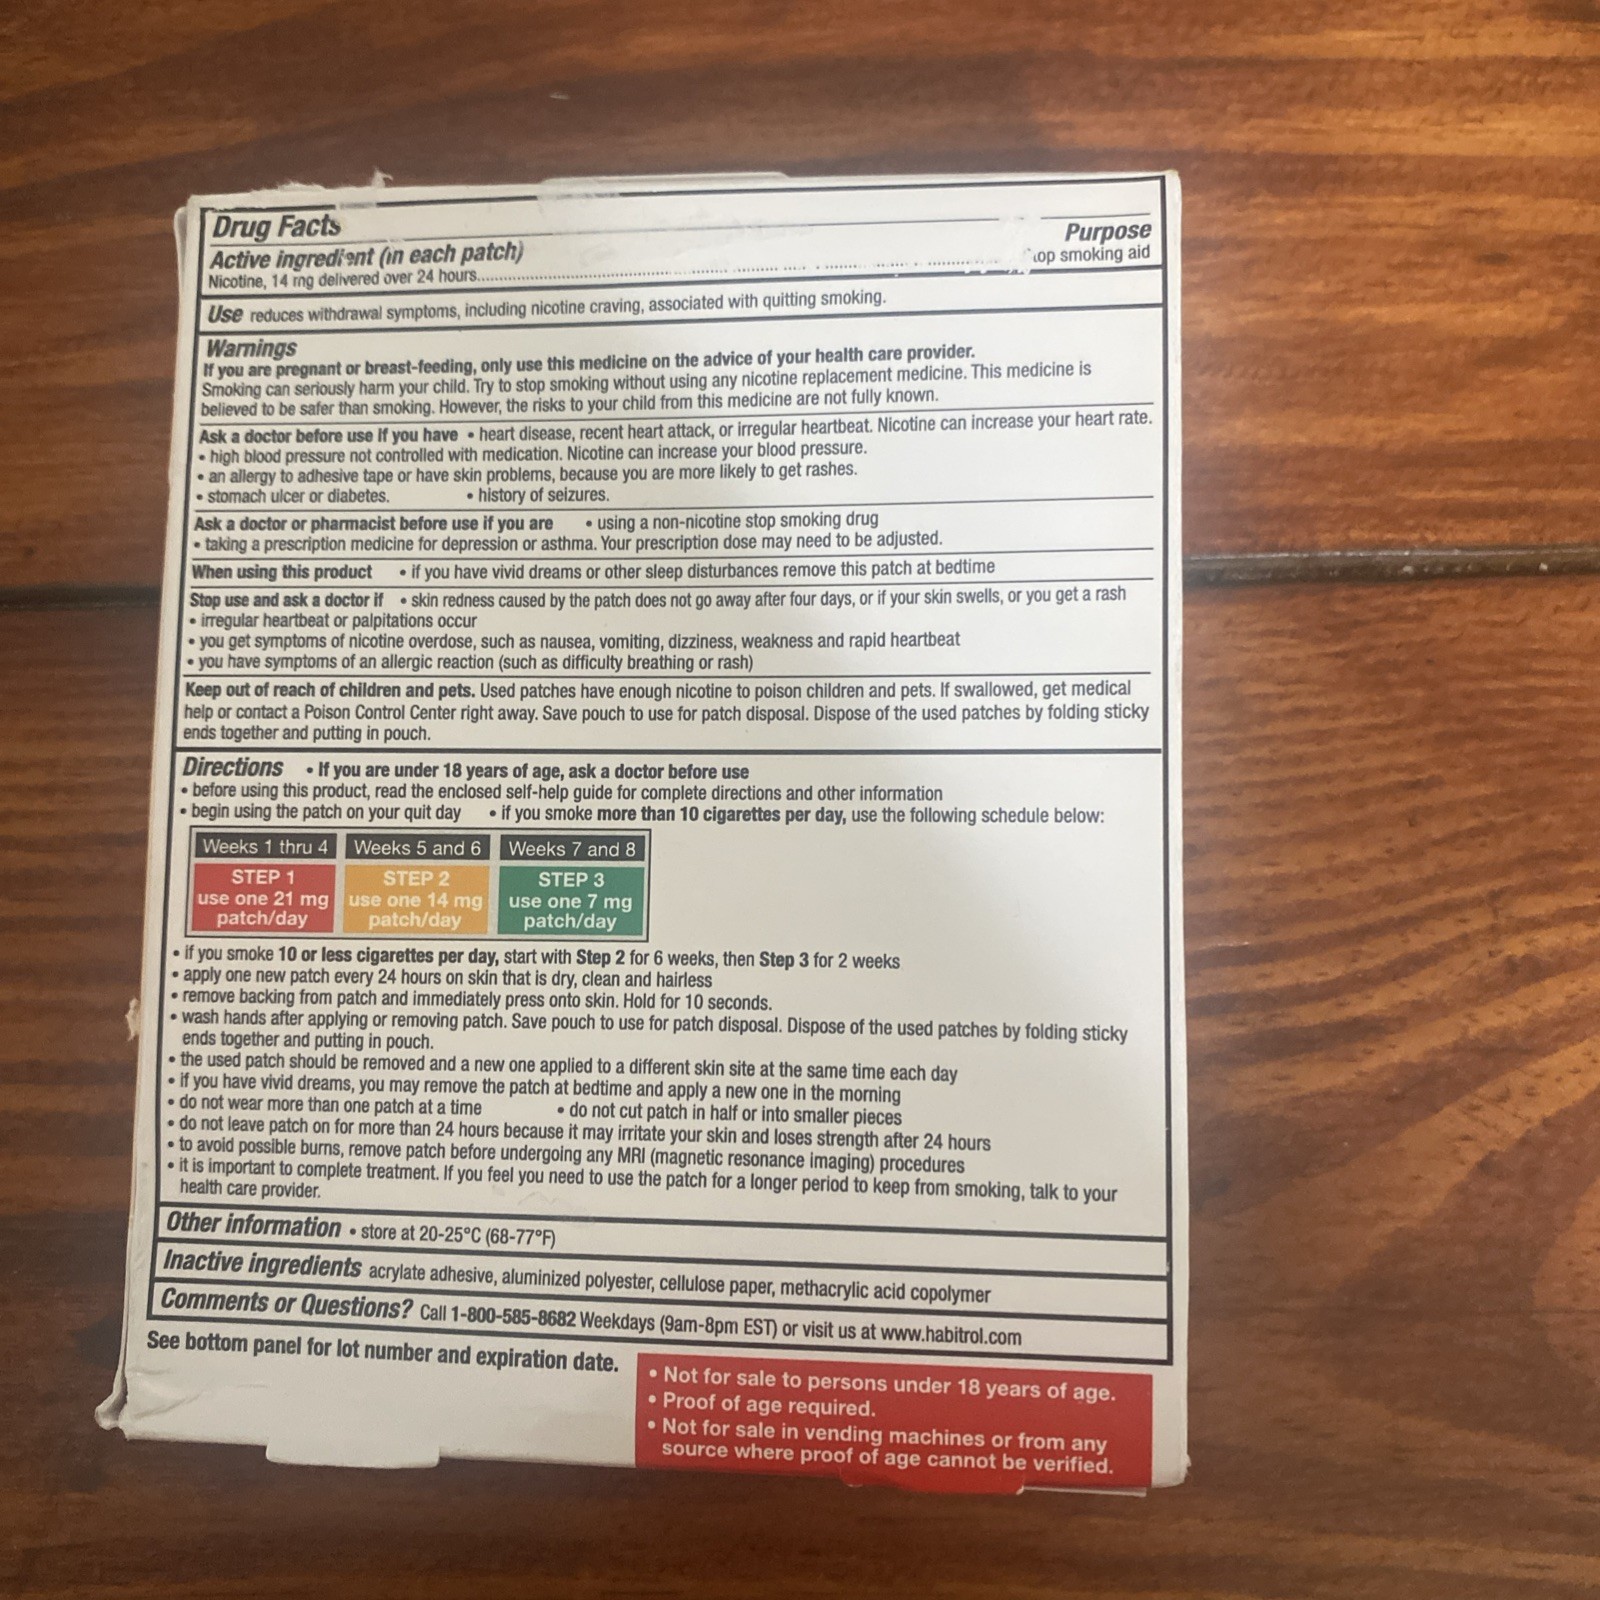 Drug Facts
Active ingredient (in each patch) Purpose
Nicotine, 14 mg delivered over 24 hours.................... op smoking aid
Use reduces withdrawal symptoms, including nicotine craving, associated with quitting smoking.
Warnings
If you are pregnant or breast-feeding, only use this medicine on the advice of your health care provider.
Smoking can seriously harm your child. Try to stop smoking without using any nicotine replacement medicine. This medicine is
believed to be safer than smoking. However, the risks to your child from this medicine are not fully known.
Ask a doctor before use if you have • heart disease, recent heart attack, or irregular heartbeat. Nicotine can increase your heart rate.
• high blood pressure not controlled with medication. Nicotine can increase your blood pressure.
• an allergy to adhesive tape or have skin problems, because you are more likely to get rashes.
• stomach ulcer or diabetes. • history of seizures.
Ask a doctor or pharmacist before use if you are • using a non-nicotine stop smoking drug
• taking a prescription medicine for depression or asthma. Your prescription dose may need to be adjusted.
When using this product • if you have vivid dreams or other sleep disturbances remove this patch at bedtime
Stop use and ask a doctor if • skin redness caused by the patch does not go away after four days, or if your skin swells, or you get a rash
• irregular heartbeat or palpitations occur
• you get symptoms of nicotine overdose, such as nausea, vomiting, dizziness, weakness and rapid heartbeat
• you have symptoms of an allergic reaction (such as difficulty breathing or rash)
Keep out of reach of children and pets. Used patches have enough nicotine to poison children and pets. If swallowed, get medical
help or contact a Poison Control Center right away. Save pouch to use for patch disposal. Dispose of the used patches by folding sticky
ends together and putting in pouch.
Directions • If you are under 18 years of age, ask a doctor before use
• before using this product, read the enclosed self-help guide for complete directions and other information
• begin using the patch on your quit day • if you smoke more than 10 cigarettes per day, use the following schedule below:
Weeks 1 thru 4 Weeks 5 and 6 Weeks 7 and 8
STEP 1 STEP 2 STEP 3
use one 21 mg use one 14 mg use one 7 mg
patch/day patch/day patch/day
• if you smoke 10 or less cigarettes per day, start with Step 2 for 6 weeks, then Step 3 for 2 weeks
• apply one new patch every 24 hours on skin that is dry, clean and hairless
• remove backing from patch and immediately press onto skin. Hold for 10 seconds.
• wash hands after applying or removing patch. Save pouch to use for patch disposal. Dispose of the used patches by folding sticky
ends together and putting in pouch.
• the used patch should be removed and a new one applied to a different skin site at the same time each day
• if you have vivid dreams, you may remove the patch at bedtime and apply a new one in the morning
• do not wear more than one patch at a time • do not cut patch in half or into smaller pieces
• do not leave patch on for more than 24 hours because it may irritate your skin and loses strength after 24 hours
• to avoid possible burns, remove patch before undergoing any MRI (magnetic resonance imaging) procedures
• it is important to complete treatment. If you feel you need to use the patch for a longer period to keep from smoking, talk to your
health care provider.
Other information • store at 20-25°C (68-77°F)
Inactive ingredients acrylate adhesive, aluminized polyester, cellulose paper, methacrylic acid copolymer
Comments or Questions? Call 1-800-585-8682 Weekdays (9am-8pm EST) or visit us at www.habitrol.com
See bottom panel for lot number and expiration date.
• Not for sale to persons under 18 years of age.
• Proof of age required.
• Not for sale in vending machines or from any
source where proof of age cannot be verified.